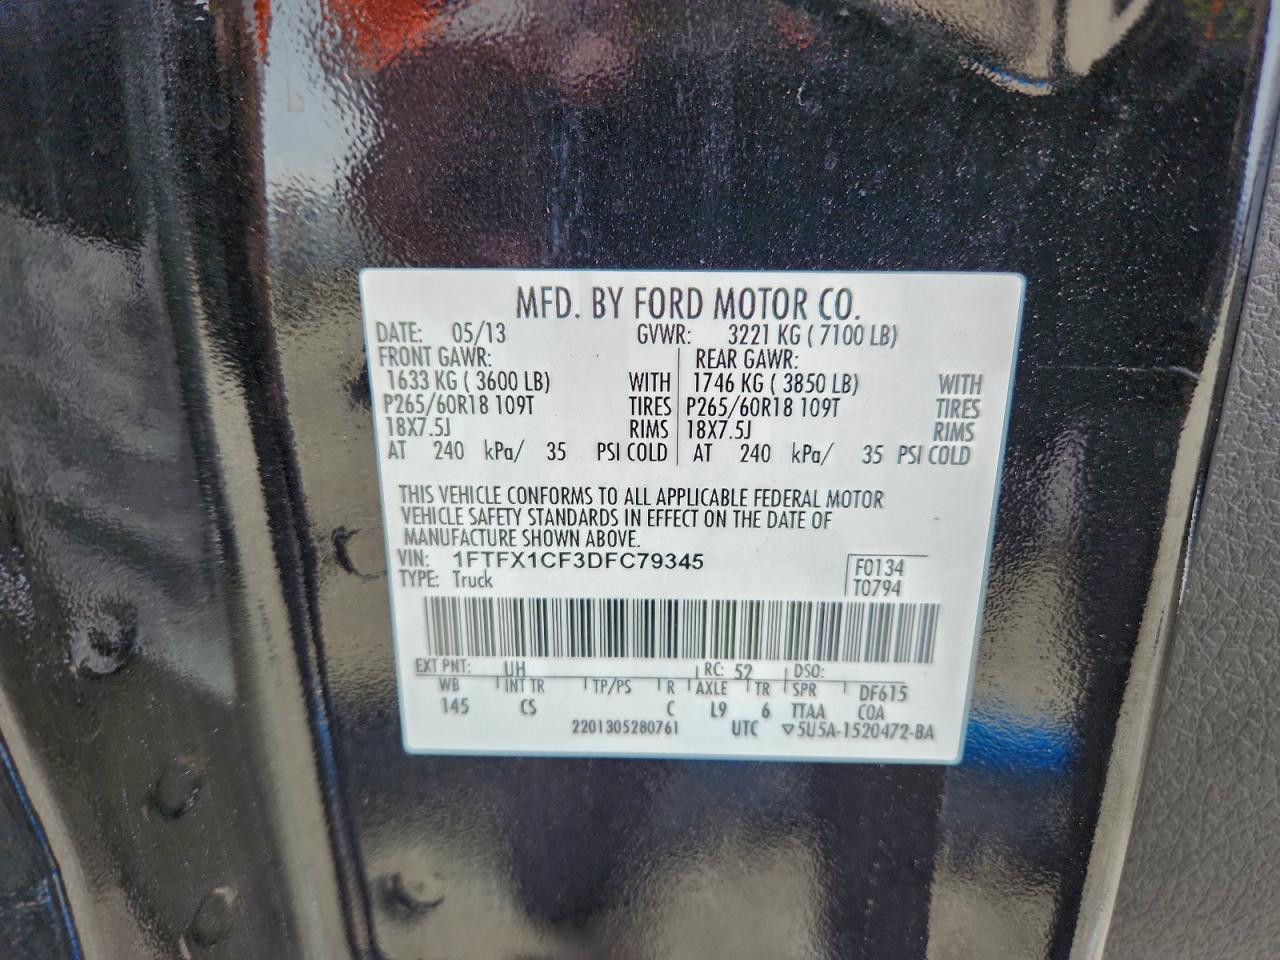 MFD. BY FORD MOTOR CO.
DATE: 05/13 GVWR: 3221 KG ( 7100 LB)
FRONT GAWR: REAR GAWR:
1633 KG ( 3600 LB) WITH 1746 KG ( 3850 LB) WITH
P265/60R18 109T TIRES P265/60R18 109T TIRES
18X7.5J RIMS 18X7.5J RIMS
AT 240 kPa/ 35 PSI COLD AT 240 kPa/ 35 PSI COLD
THIS VEHICLE CONFORMS TO ALL APPLICABLE FEDERAL MOTOR
VEHICLE SAFETY STANDARDS IN EFFECT ON THE DATE OF
MANUFACTURE SHOWN ABOVE.
VIN: 1FTFX1CF3DFC79345 F0134
TYPE: Truck T0794
EXT PNT: UH RC: 52 DSO:
WB INT TR TP/PS R AXLE TR SPR DF615
145 CS C L9 6 TTAA COA
2201305280761 UTC ▽5U5A-1520472-BA